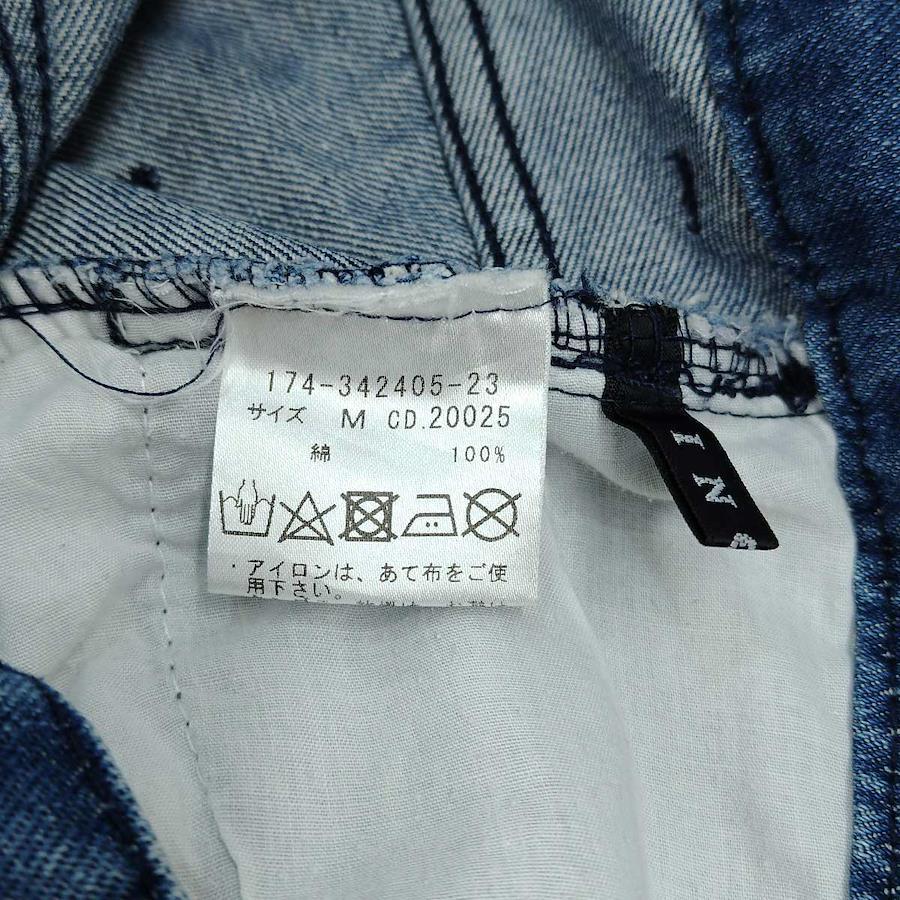 174-342405-23
サイズ M CD.20025
綿 100%
・アイロンは、あて布をご使
用下さい。
I N